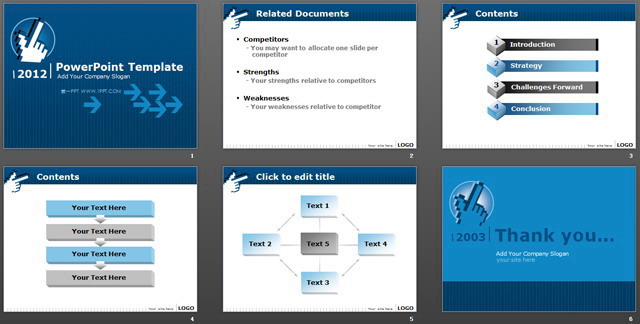 2012
PowerPoint Template
Add Your Company Slogan
第一PPT WWW.1PPT.COM
1
Related Documents
• Competitors
– You may want to allocate one slide per
competitor
• Strengths
– Your strengths relative to competitors
• Weaknesses
– Your weaknesses relative to competitor
Your site here
LOGO
2
Contents
1 Introduction
2 Strategy
3 Challenges Forward
4 Conclusion
Your site here
LOGO
3
Contents
Your Text Here
Your Text Here
Your Text Here
Your Text Here
Your site here
LOGO
4
Click to edit title
Text 1
Text 2
Text 5
Text 4
Text 3
Your site here
LOGO
5
2003
Thank you...
Add Your Company Slogan
your site here
6